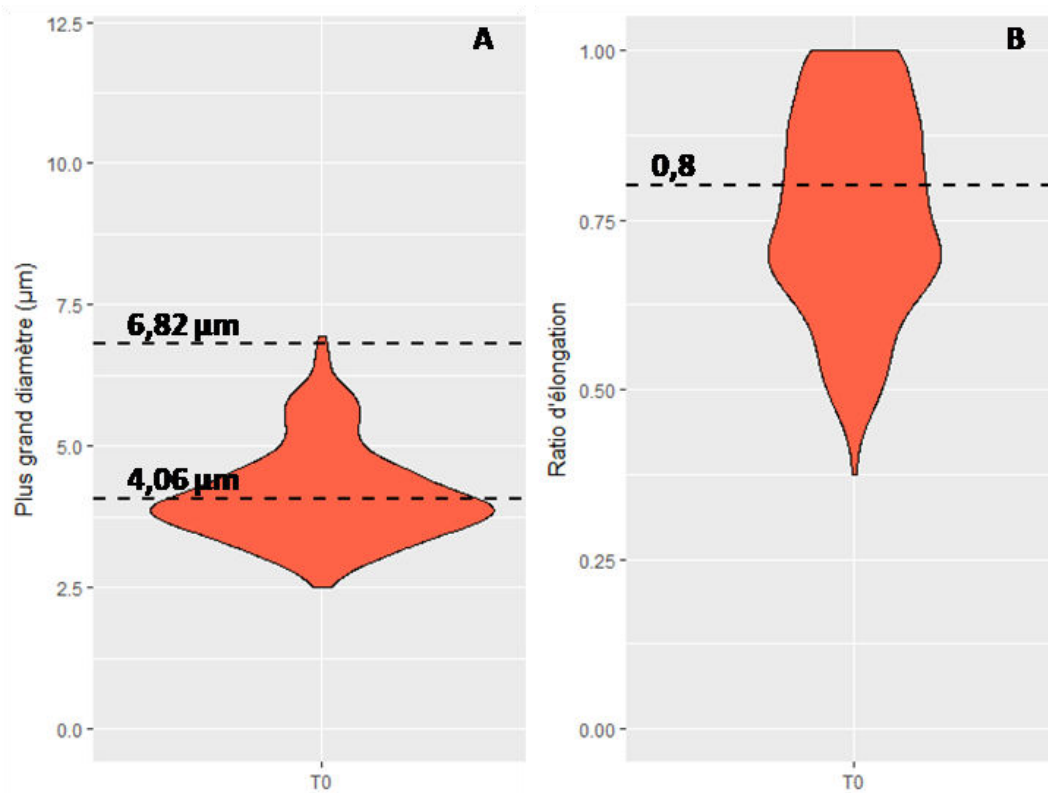 A
12.5
10.0
7.5
5.0
2.5
0.0
Plus grand diamètre (µm)
6,82 µm
4,06 µm
T0
B
1.00
0.75
0.50
0.25
0.00
Ratio d'élongation
0,8
T0